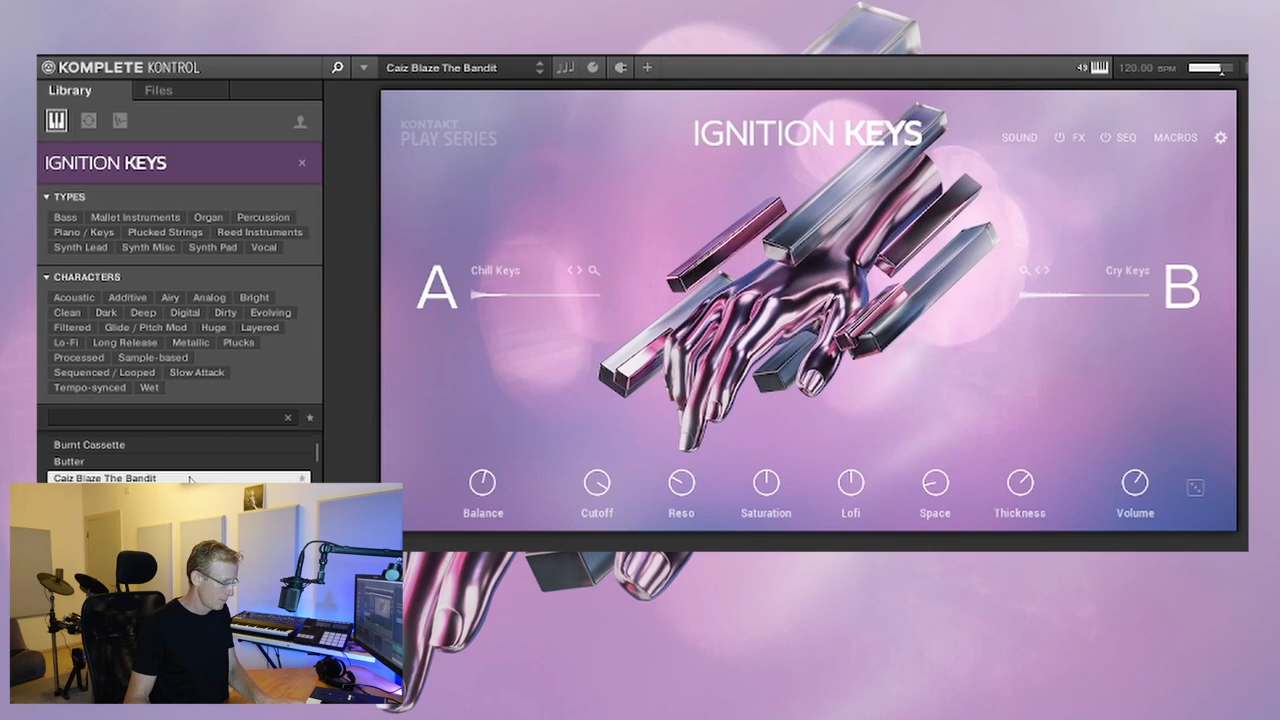 KOMPLETE KONTROL
Caiz Blaze The Bandit
49
120.00 BPM
Library
Files
IGNITION KEYS
TYPES
Bass Mallet Instruments Organ Percussion
Piano / Keys Plucked Strings Reed Instruments
Synth Lead Synth Misc Synth Pad Vocal
CHARACTERS
Acoustic Additive Airy Analog Bright
Clean Dark Deep Digital Dirty Evolving
Filtered Glide / Pitch Mod Huge Layered
Lo-Fi Long Release Metallic Plucks
Processed Sample-based
Sequenced / Looped Slow Attack
Tempo-synced Wet
Burnt Cassette
Butter
Caiz Blaze The Bandit
KONTAKT
PLAY SERIES
IGNITION KEYS
SOUND FX SEQ MACROS
A
Chill Keys
Cry Keys
B
Balance Cutoff Reso Saturation Lofi Space Thickness Volume